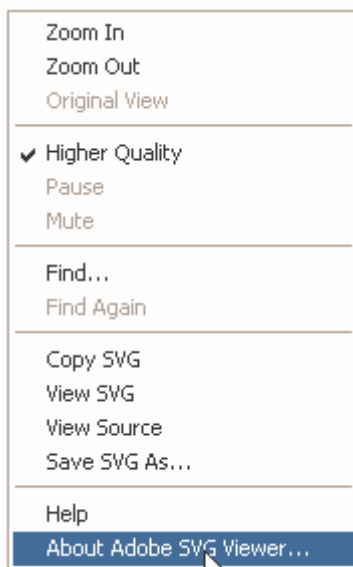 Zoom In
Zoom Out
Original View
Higher Quality
Pause
Mute
Find...
Find Again
Copy SVG
View SVG
View Source
Save SVG As...
Help
About Adobe SVG Viewer...